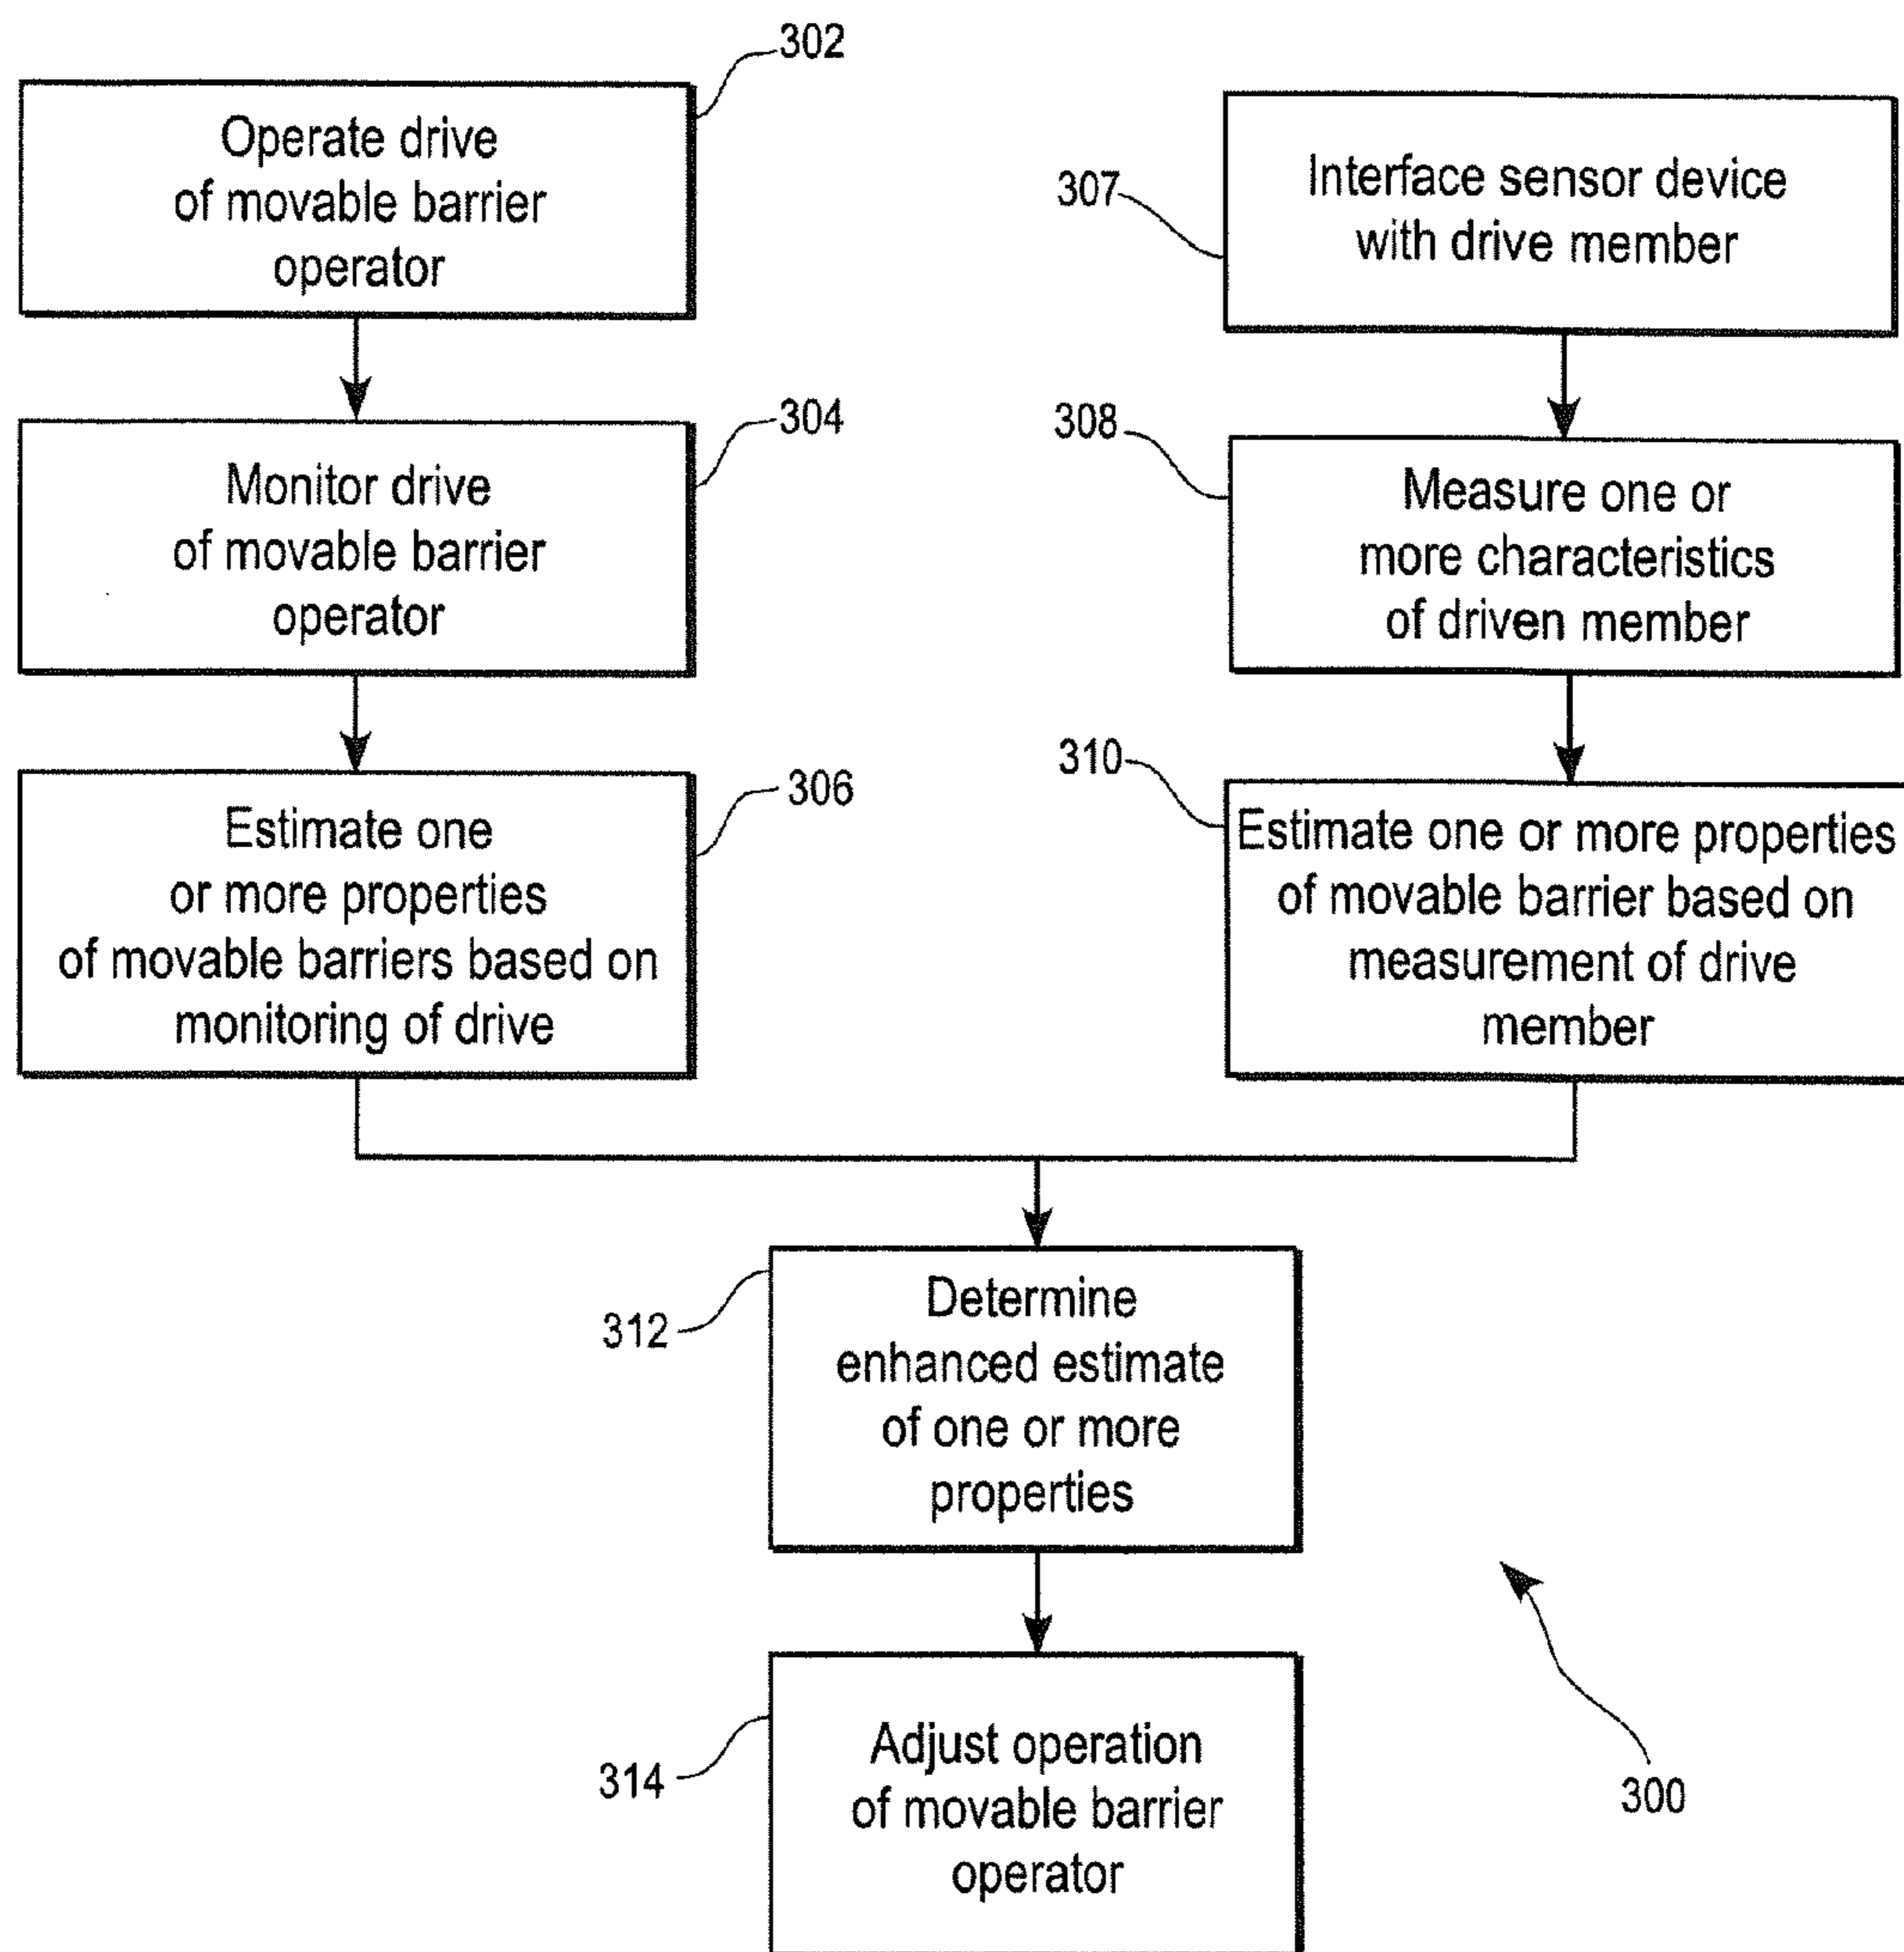 302
Operate drive
of movable barrier
operator
304
Monitor drive
of movable barrier
operator
306
Estimate one
or more properties
of movable barriers based on
monitoring of drive
307
Interface sensor device
with drive member
308
Measure one or
more characteristics
of driven member
310
Estimate one or more properties
of movable barrier based on
measurement of drive
member
312
Determine
enhanced estimate
of one or more
properties
314
Adjust operation
of movable barrier
operator
300